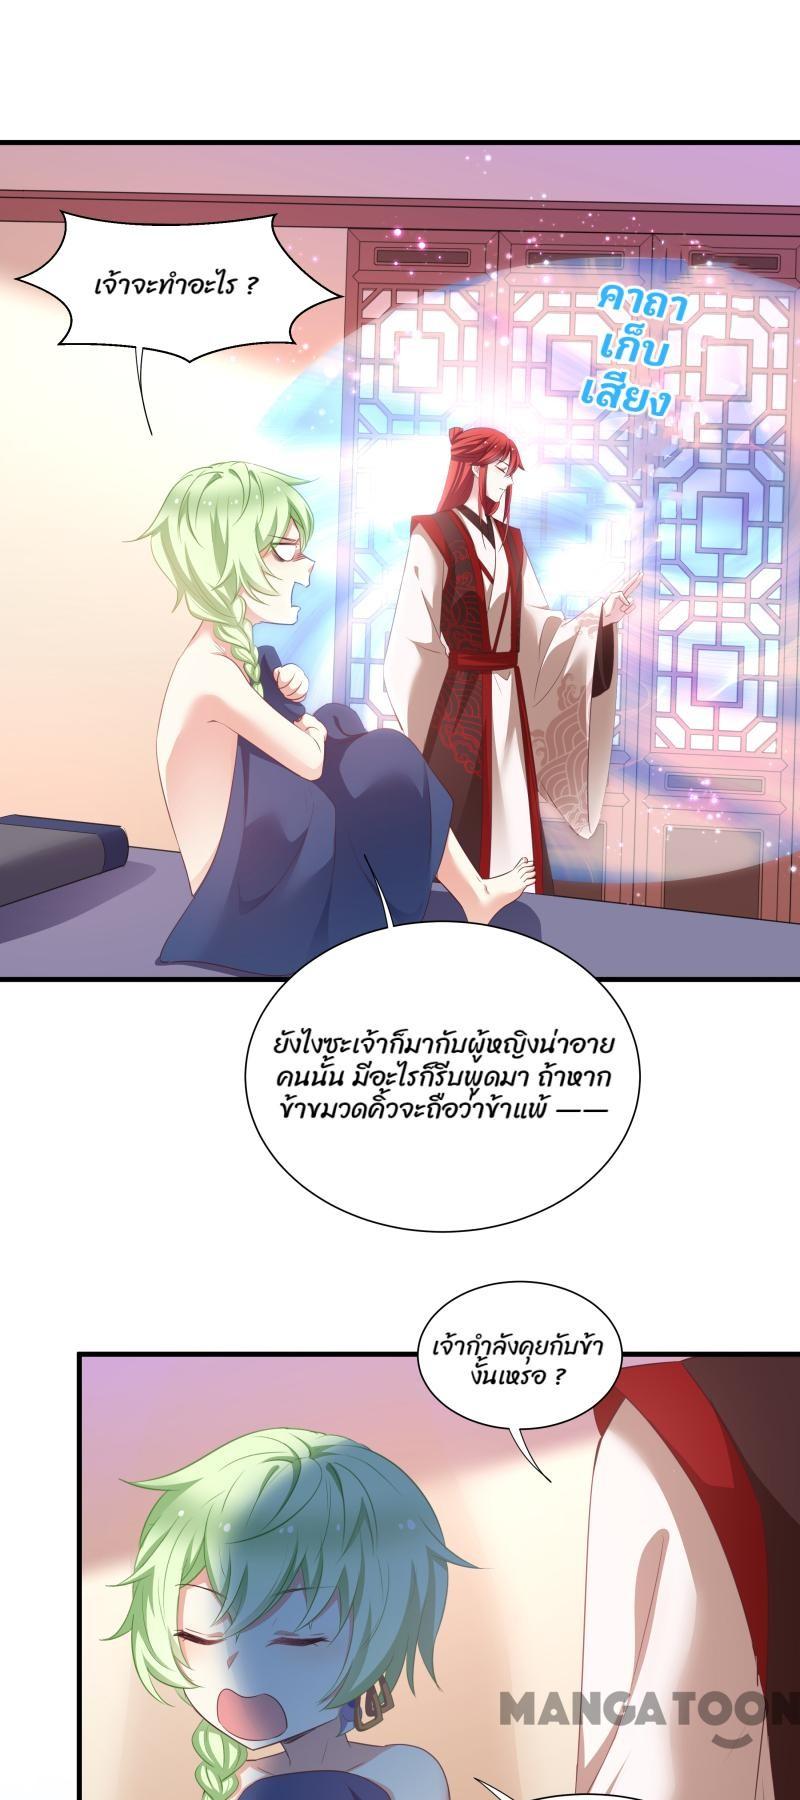 เจ้าจะทำอะไร ?
คาถา
เก็บ
เสียง
ยังไงซะเจ้าก็มากับผู้หญิงน่าอาย
คนนั้น มีอะไรก็รีบพูดมา ถ้าหาก
ข้าขมวดคิ้วจะถือว่าข้าแพ้ ——
เจ้ากำลังคุยกับข้า
งั้นเหรอ ?
MANGATOON